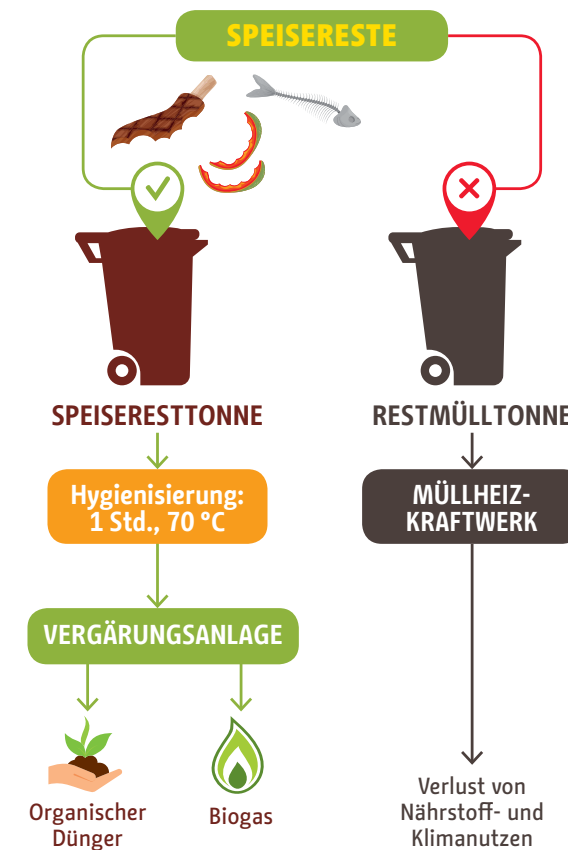 SPEISERESTE
SPEISERESTTONNE
Hygienisierung:
1 Std., 70 °C
VERGÄRUNGSANLAGE
Organischer
Dünger
Biogas
RESTMÜLLTONNE
MÜLLHEIZ-
KRAFTWERK
Verlust von
Nährstoff- und
Klimanutzen